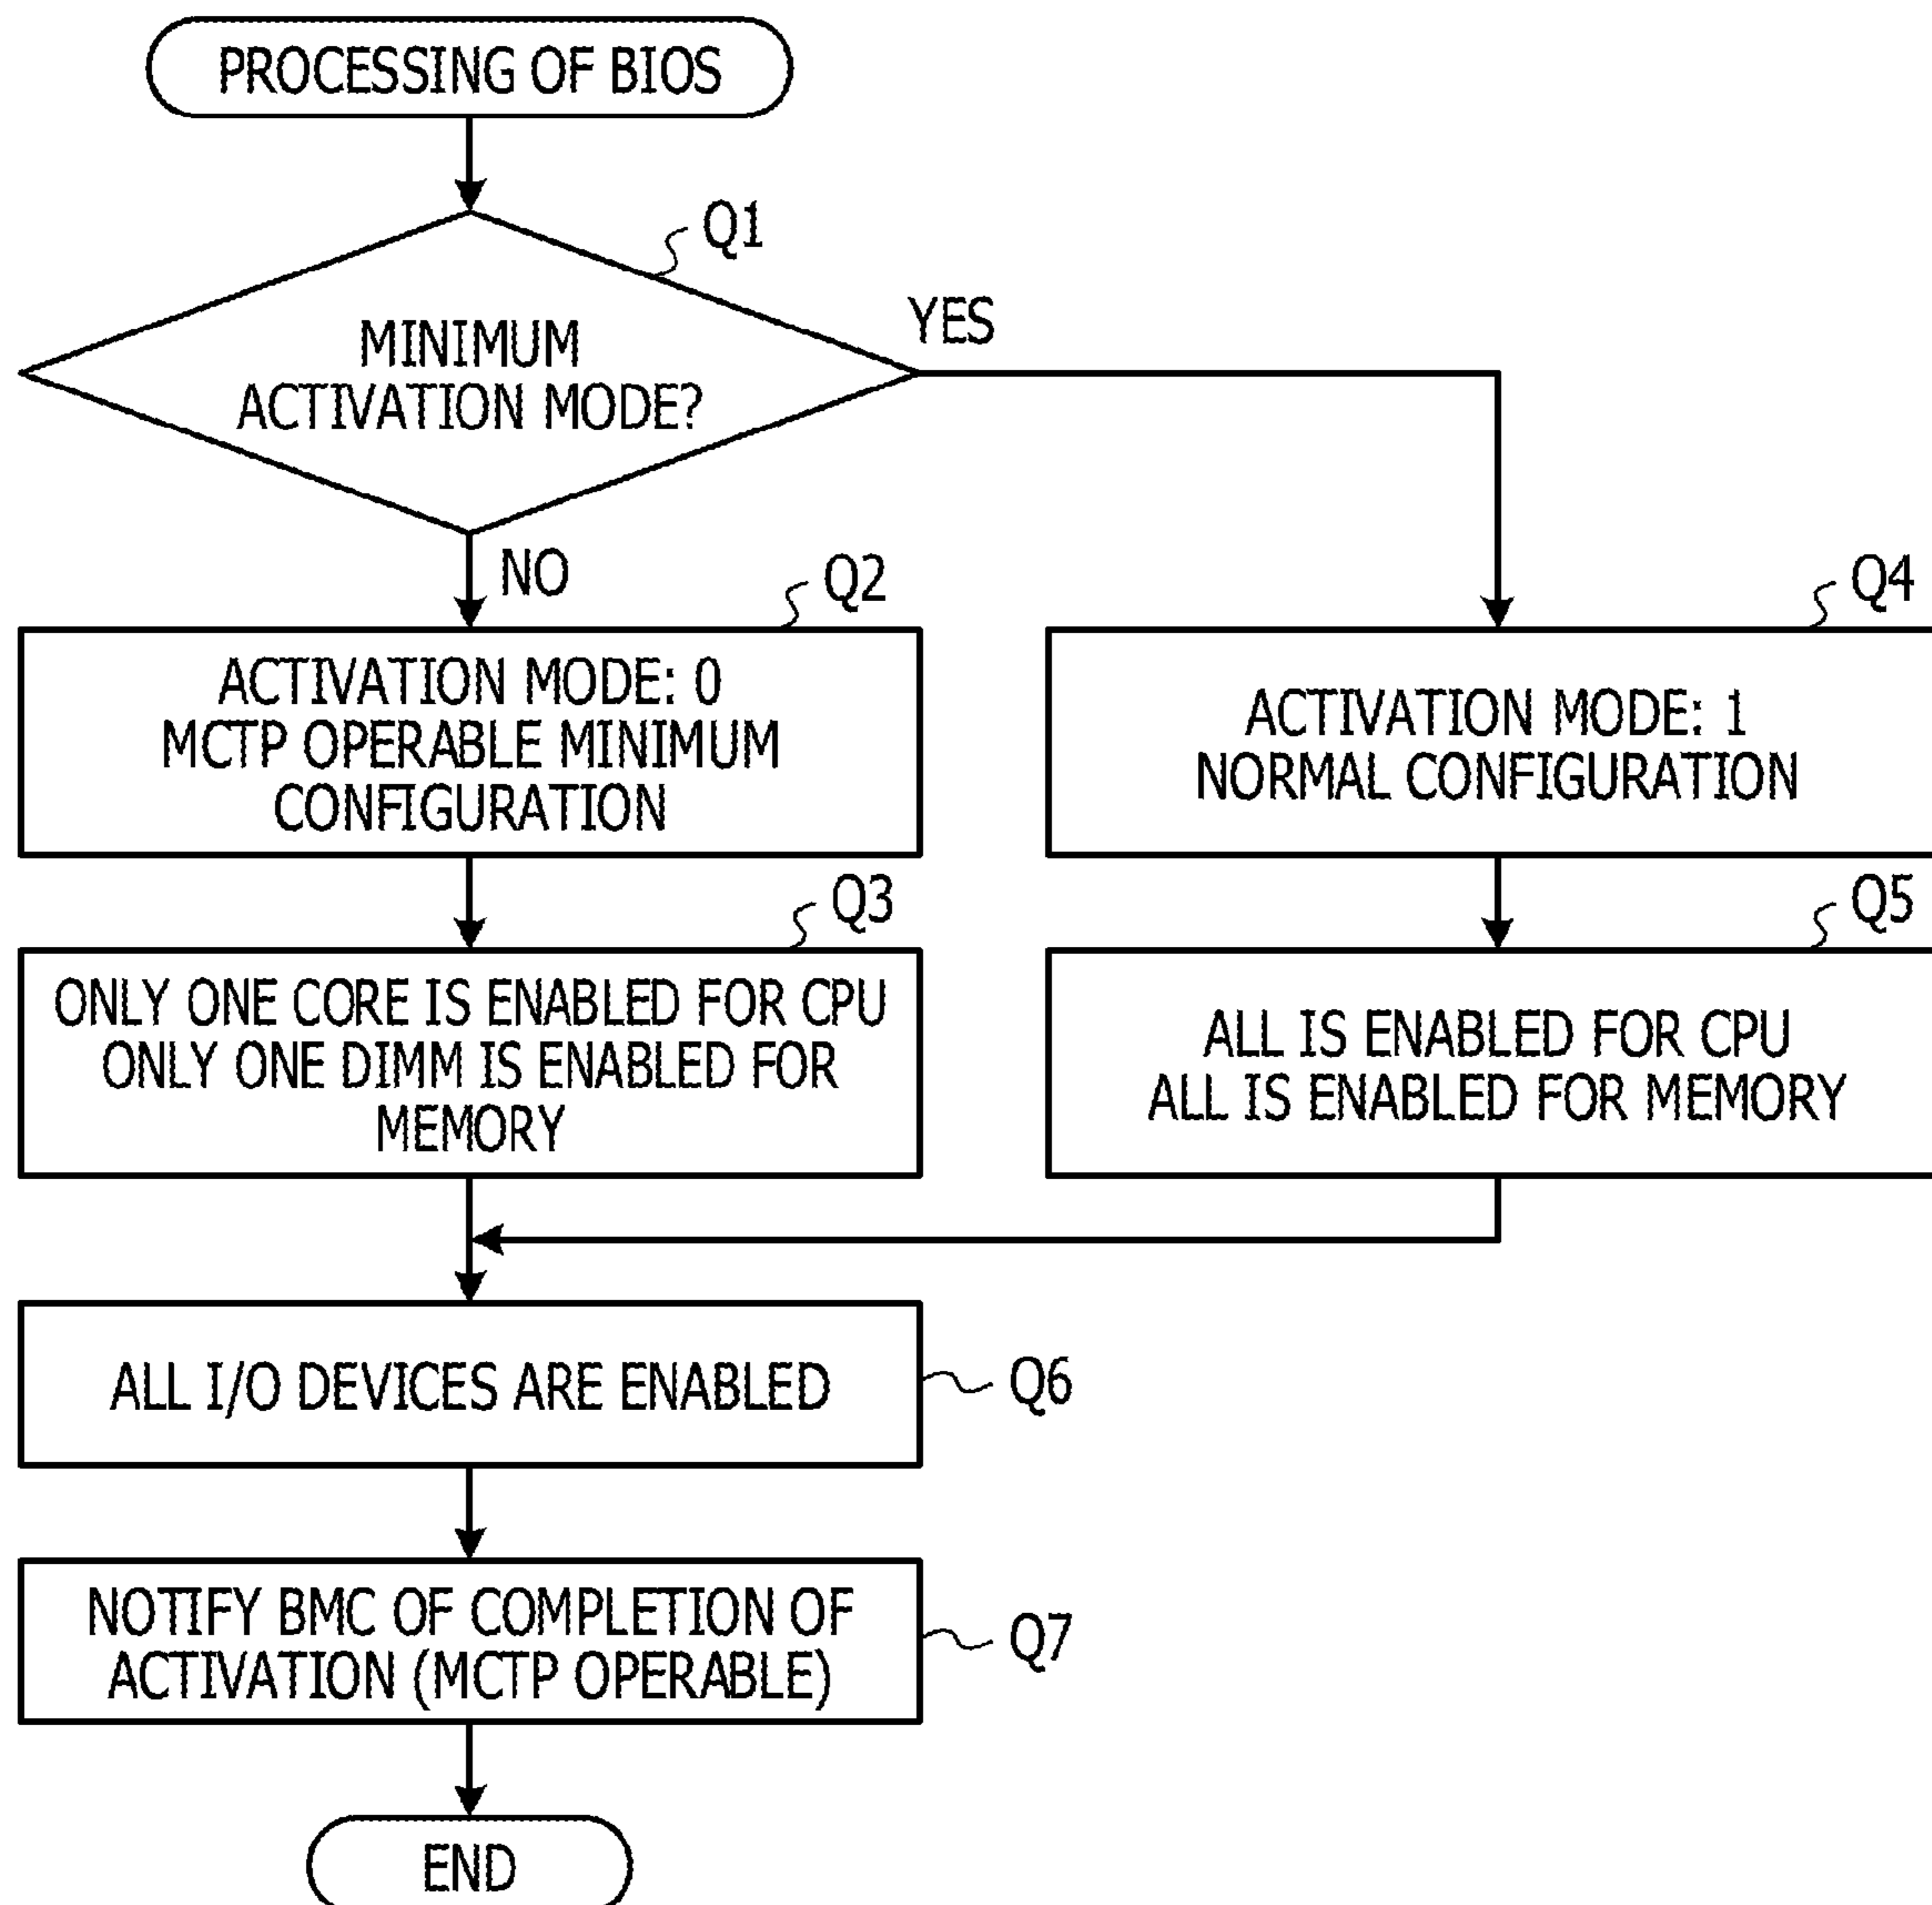 PROCESSING OF BIOS
Q1
MINIMUM
ACTIVATION MODE?
YES
NO
Q2
ACTIVATION MODE: 0
MCTP OPERABLE MINIMUM
CONFIGURATION
Q4
ACTIVATION MODE: 1
NORMAL CONFIGURATION
Q3
ONLY ONE CORE IS ENABLED FOR CPU
ONLY ONE DIMM IS ENABLED FOR
MEMORY
Q5
ALL IS ENABLED FOR CPU
ALL IS ENABLED FOR MEMORY
ALL I/O DEVICES ARE ENABLED
Q6
NOTIFY BMC OF COMPLETION OF
ACTIVATION (MCTP OPERABLE)
Q7
END